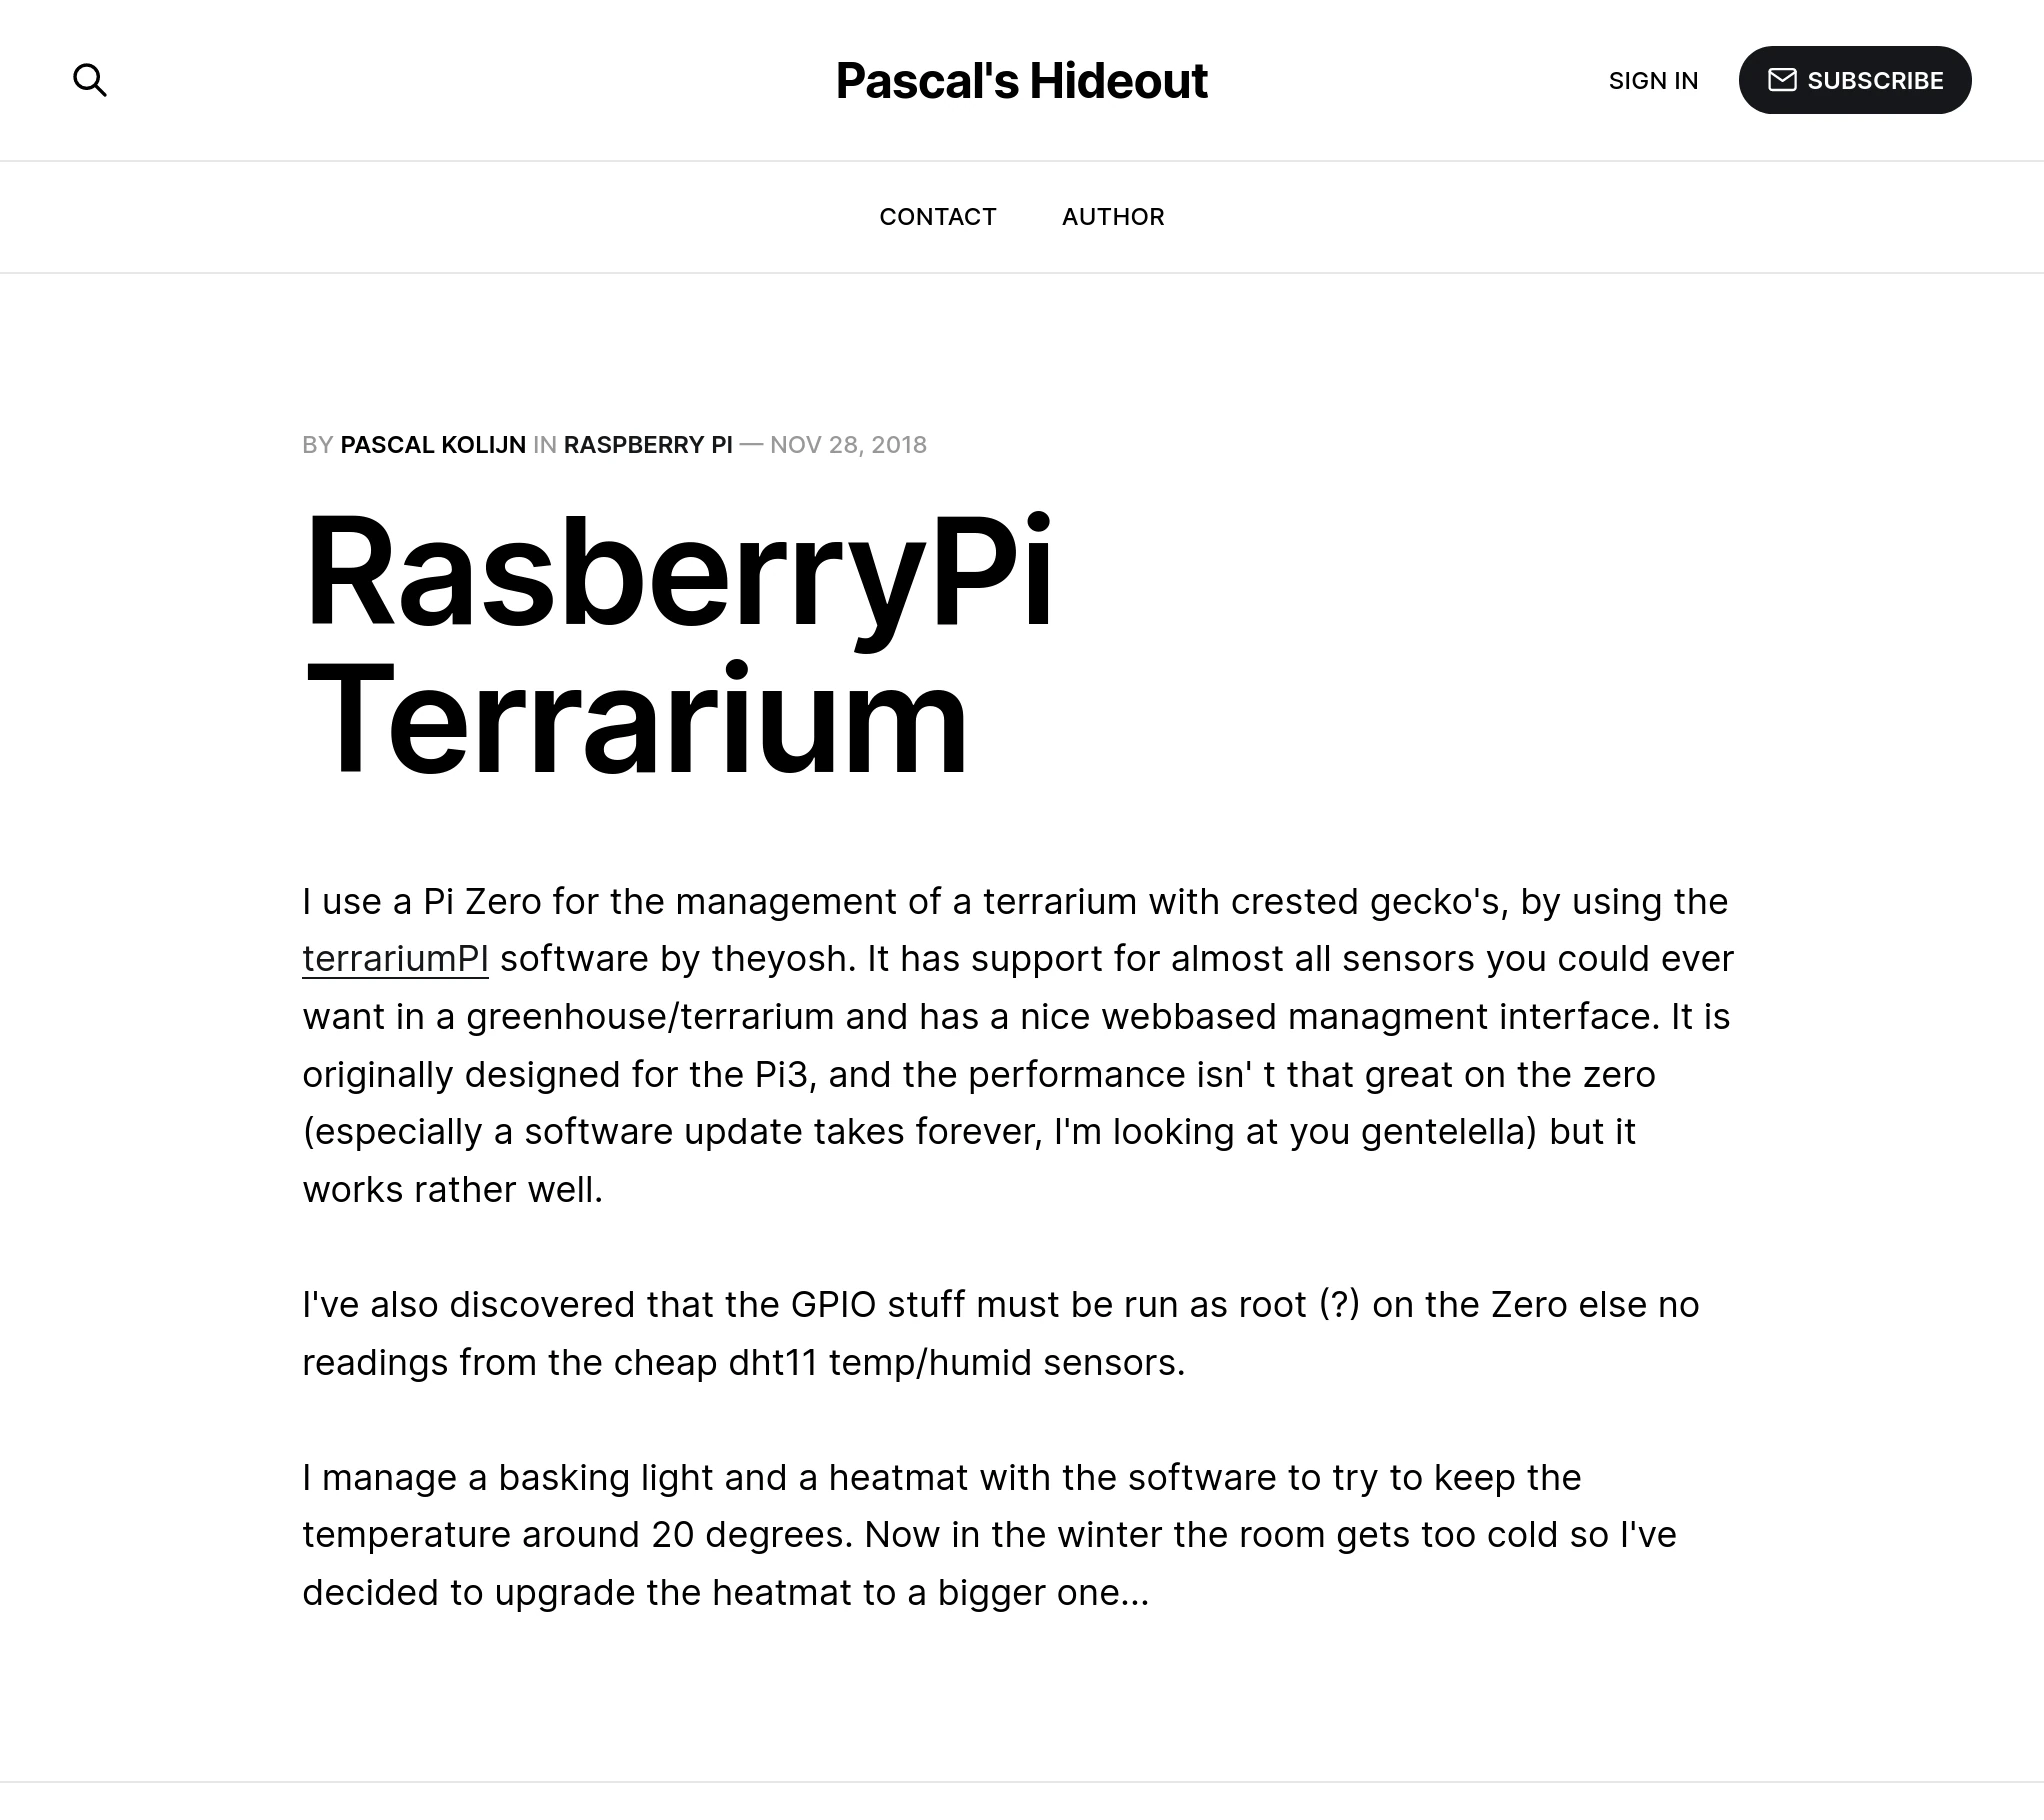 Pascal's Hideout
SIGN IN
SUBSCRIBE
CONTACT
AUTHOR
BY PASCAL KOLIJN IN RASPBERRY PI — NOV 28, 2018
RasberryPi
Terrarium
I use a Pi Zero for the management of a terrarium with crested gecko's, by using the
terrariumPI software by theyosh. It has support for almost all sensors you could ever
want in a greenhouse/terrarium and has a nice webbased managment interface. It is
originally designed for the Pi3, and the performance isn' t that great on the zero
(especially a software update takes forever, I'm looking at you gentelella) but it
works rather well.
I've also discovered that the GPIO stuff must be run as root (?) on the Zero else no
readings from the cheap dht11 temp/humid sensors.
I manage a basking light and a heatmat with the software to try to keep the
temperature around 20 degrees. Now in the winter the room gets too cold so I've
decided to upgrade the heatmat to a bigger one...